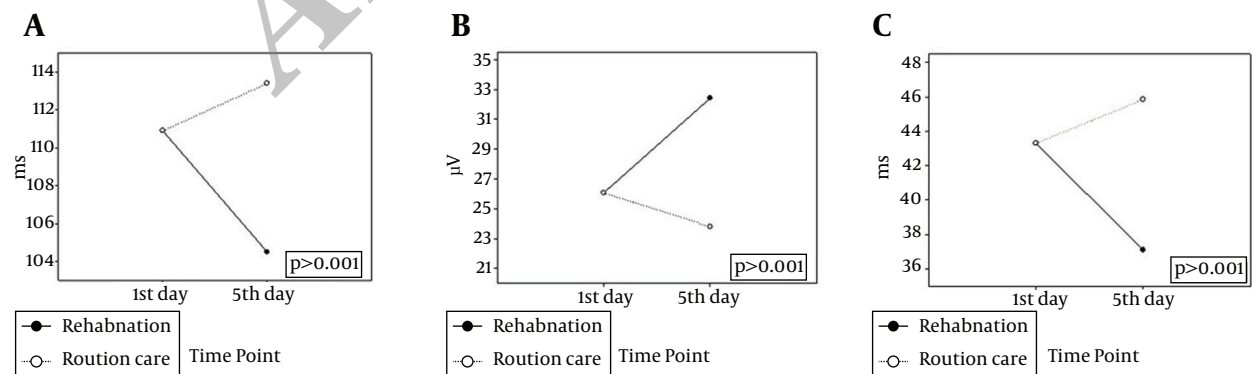 A
114
112
110
108
106
104
ms
p>0.001
1st day
5th day
Rehabnation
Roution care
Time Point
B
35
33
31
29
27
25
23
21
µV
p>0.001
1st day
5th day
Rehabnation
Roution care
Time Point
C
48
46
44
42
40
38
36
ms
p>0.001
1st day
5th day
Rehabnation
Roution care
Time Point